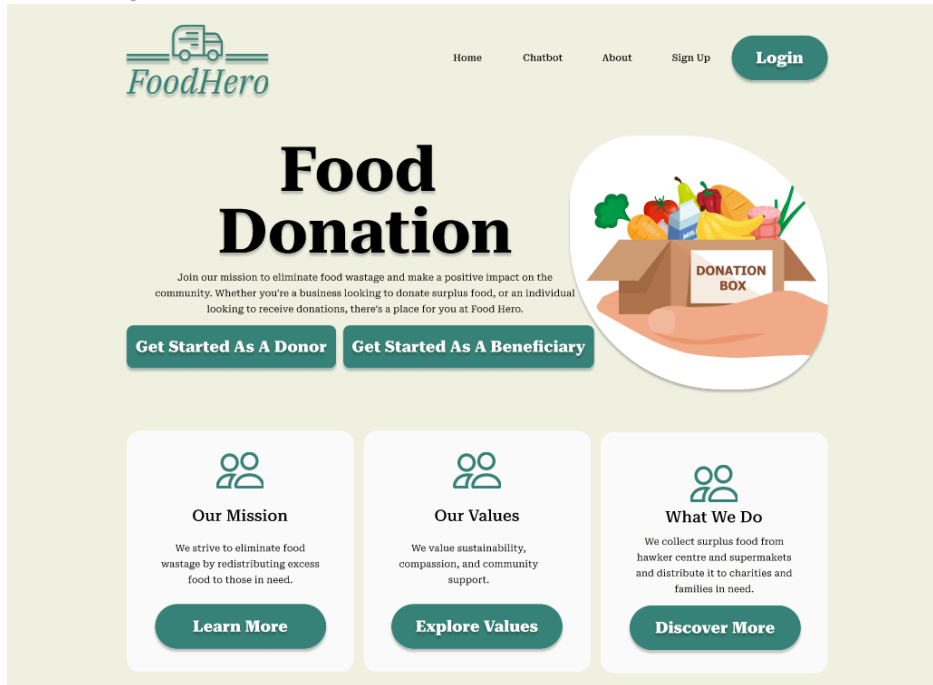 FoodHero
Home
Chatbot
About
Sign Up
Login
Food
Donation
Join our mission to eliminate food wastage and make a positive impact on the
community. Whether you're a business looking to donate surplus food, or an individual
looking to receive donations, there's a place for you at Food Hero.
Get Started As A Donor
Get Started As A Beneficiary
MILK
DONATION
BOX
Our Mission
We strive to eliminate food
wastage by redistributing excess
food to those in need.
Learn More
Our Values
We value sustainability,
compassion, and community
support.
Explore Values
What We Do
We collect surplus food from
hawker centre and supermakets
and distribute it to charities and
families in need.
Discover More